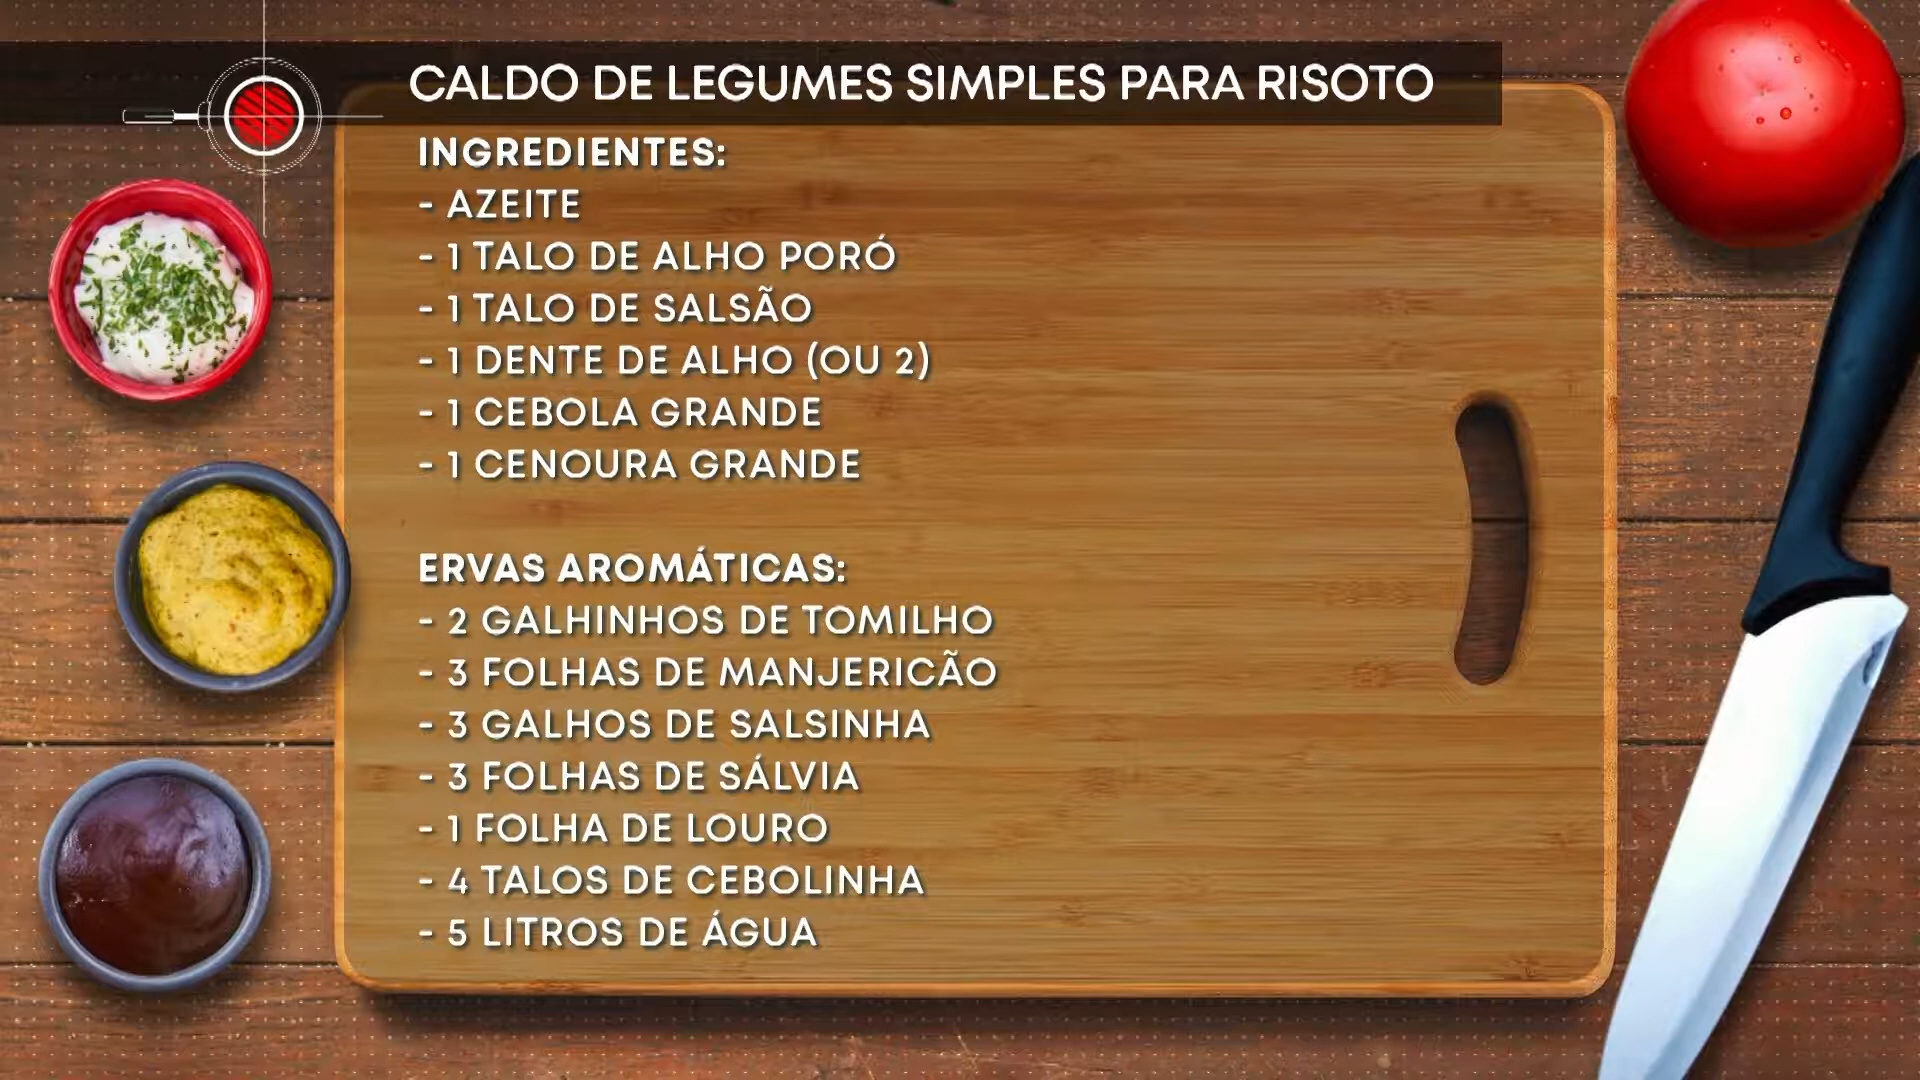 CALDO DE LEGUMES SIMPLES PARA RISOTO
INGREDIENTES:
- AZEITE
- 1 TALO DE ALHO PORÓ
- 1 TALO DE SALSÃO
- 1 DENTE DE ALHO (OU 2)
- 1 CEBOLA GRANDE
- 1 CENOURA GRANDE
ERVAS AROMÁTICAS:
- 2 GALHINHOS DE TOMILHO
- 3 FOLHAS DE MANJERICÃO
- 3 GALHOS DE SALSINHA
- 3 FOLHAS DE SÁLVIA
- 1 FOLHA DE LOURO
- 4 TALOS DE CEBOLINHA
- 5 LITROS DE ÁGUA